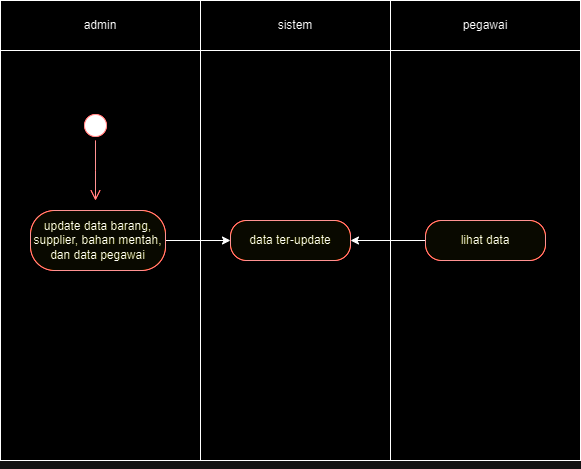 admin
sistem
pegawai
update data barang,
supplier, bahan mentah,
dan data pegawai
data ter-update
lihat data